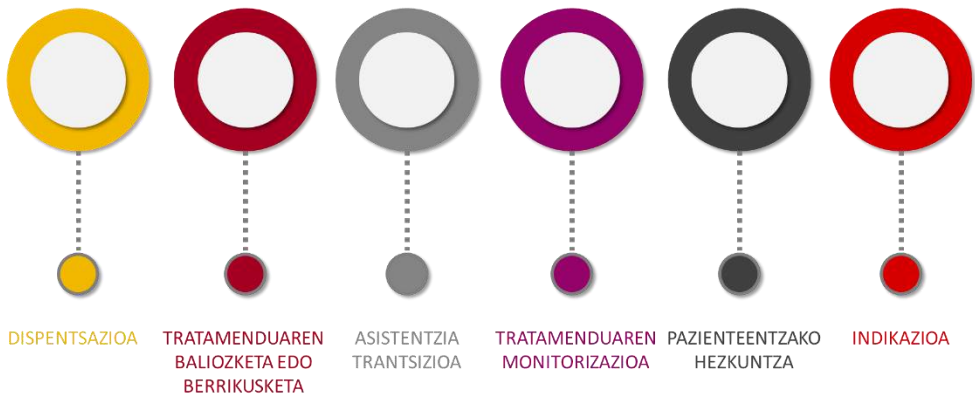 DISPENTSAZIOA
TRATAMENDUAREN
BALIOZKETA EDO
BERRIKUSKETA
ASISTENTZIA
TRANTSIZIOA
TRATAMENDUAREN
MONITORIZAZIOA
PAZIENTEENTZAKO
HEZKUNTZA
INDIKAZIOA